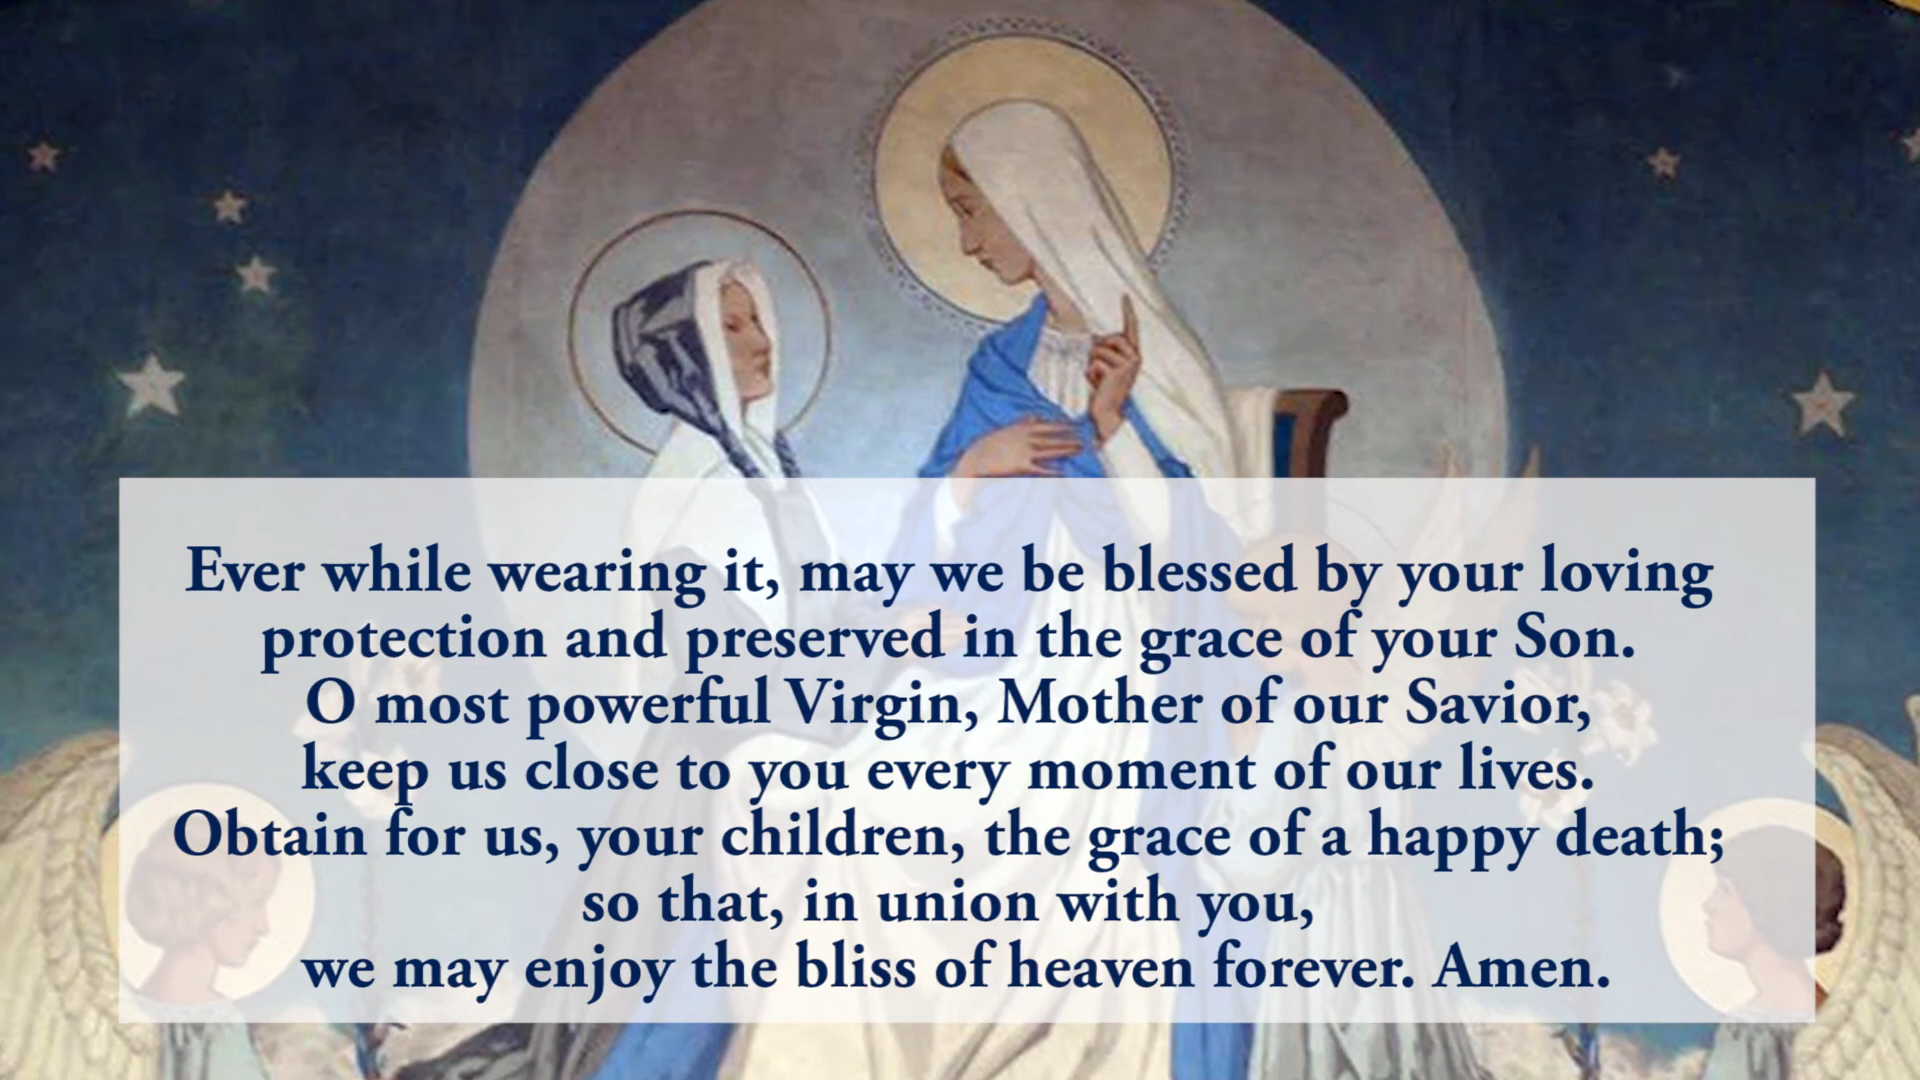 Ever while wearing it, may we be blessed by your loving
protection and preserved in the grace of your Son.
O most powerful Virgin, Mother of our Savior,
keep us close to you every moment of our lives.
Obtain for us, your children, the grace of a happy death;
so that, in union with you,
we may enjoy the bliss of heaven forever. Amen.